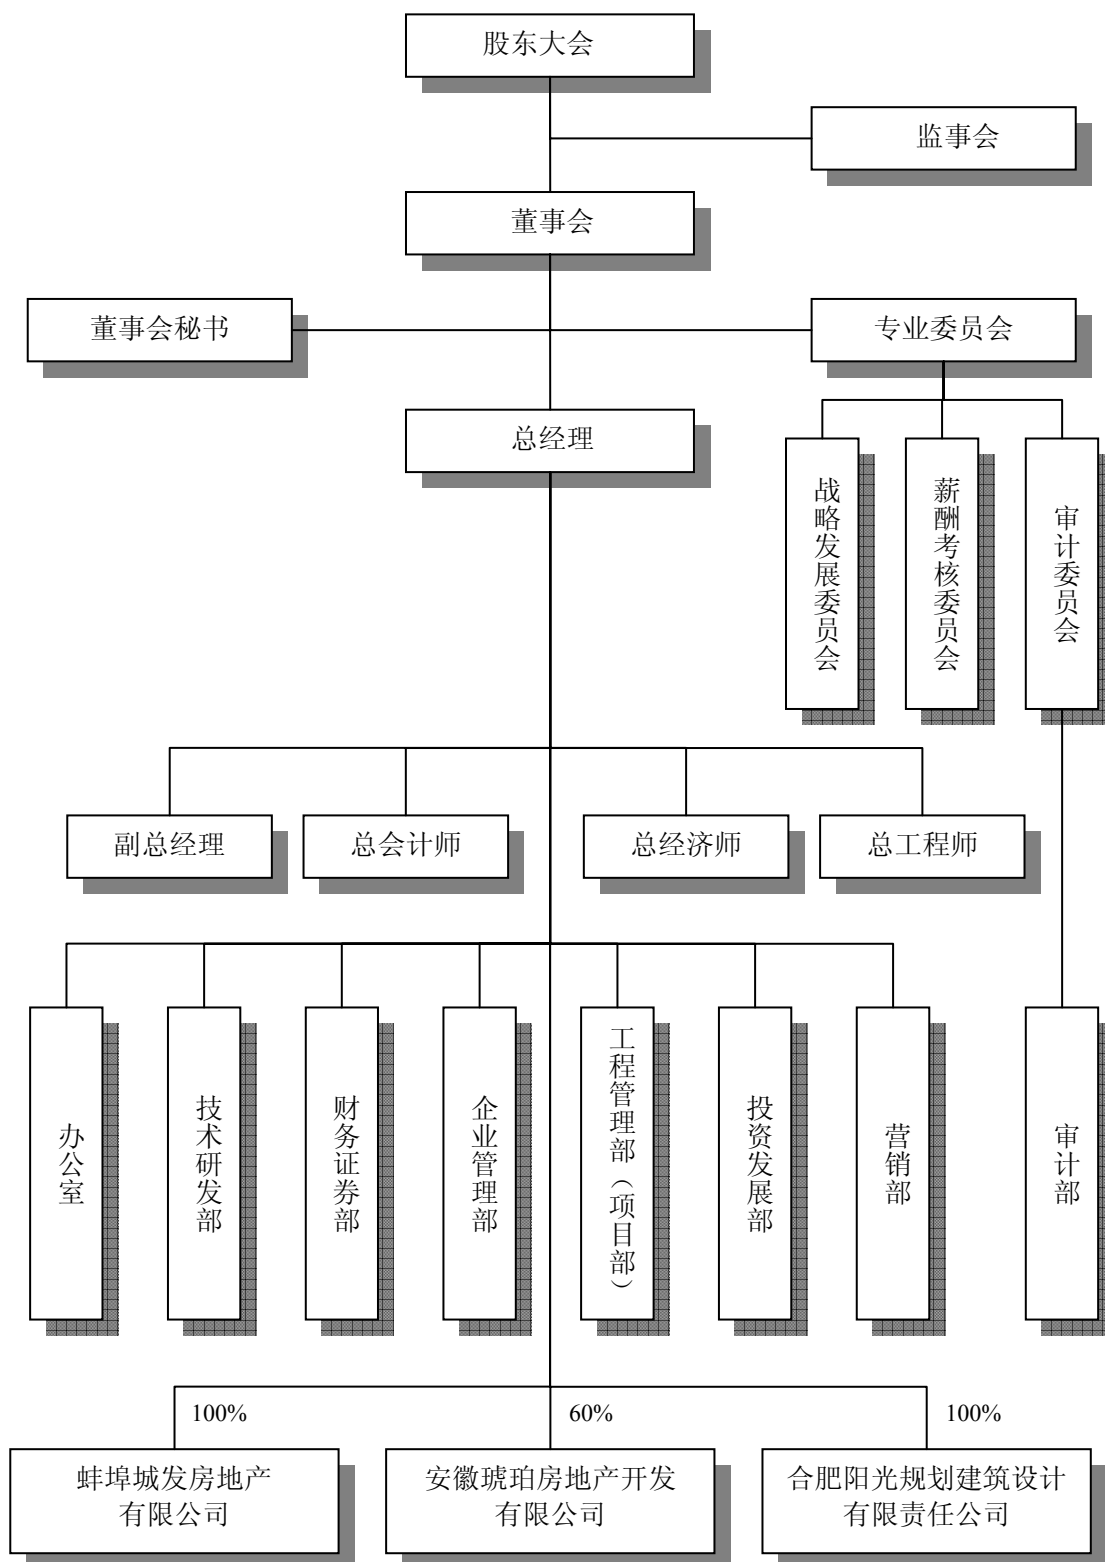 股东大会
监事会
董事会
董事会秘书
专业委员会
总经理
战略发展委员会
薪酬考核委员会
审计委员会
副总经理
总会计师
总经济师
总工程师
办公室
技术研发部
财务证券部
企业管理部
工程管理部（项目部）
投资发展部
营销部
审计部
100%
60%
100%
蚌埠城发房地产
有限公司
安徽琥珀房地产开发
有限公司
合肥阳光规划建筑设计
有限责任公司